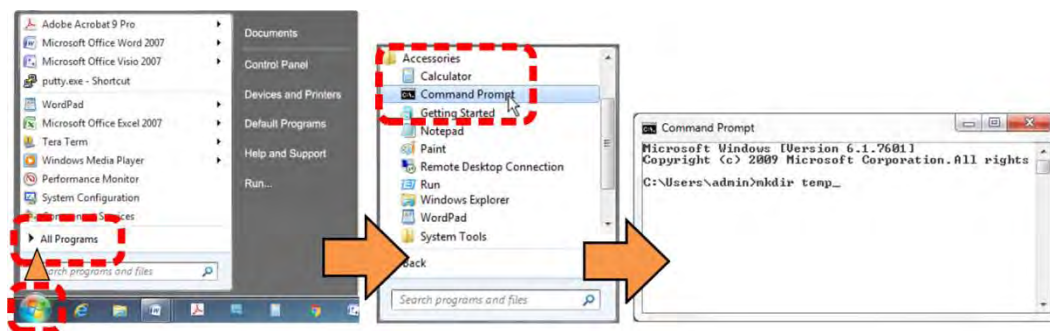 Adobe Acrobat 9 Pro
Microsoft Office Word 2007
Microsoft Office Visio 2007
putty.exe - Shortcut
WordPad
Microsoft Office Excel 2007
Tera Term
Windows Media Player
Performance Monitor
System Configuration
Component Services
All Programs
Search programs and files
Documents
Control Panel
Devices and Printers
Default Programs
Help and Support
Run...
Accessories
Calculator
Command Prompt
Getting Started
Notepad
Paint
Remote Desktop Connection
Run
Windows Explorer
WordPad
System Tools
Back
Search programs and files
Command Prompt
Microsoft Windows [Version 6.1.7601]
Copyright (c) 2009 Microsoft Corporation.All rights
C:\Users\admin>mkdir temp_